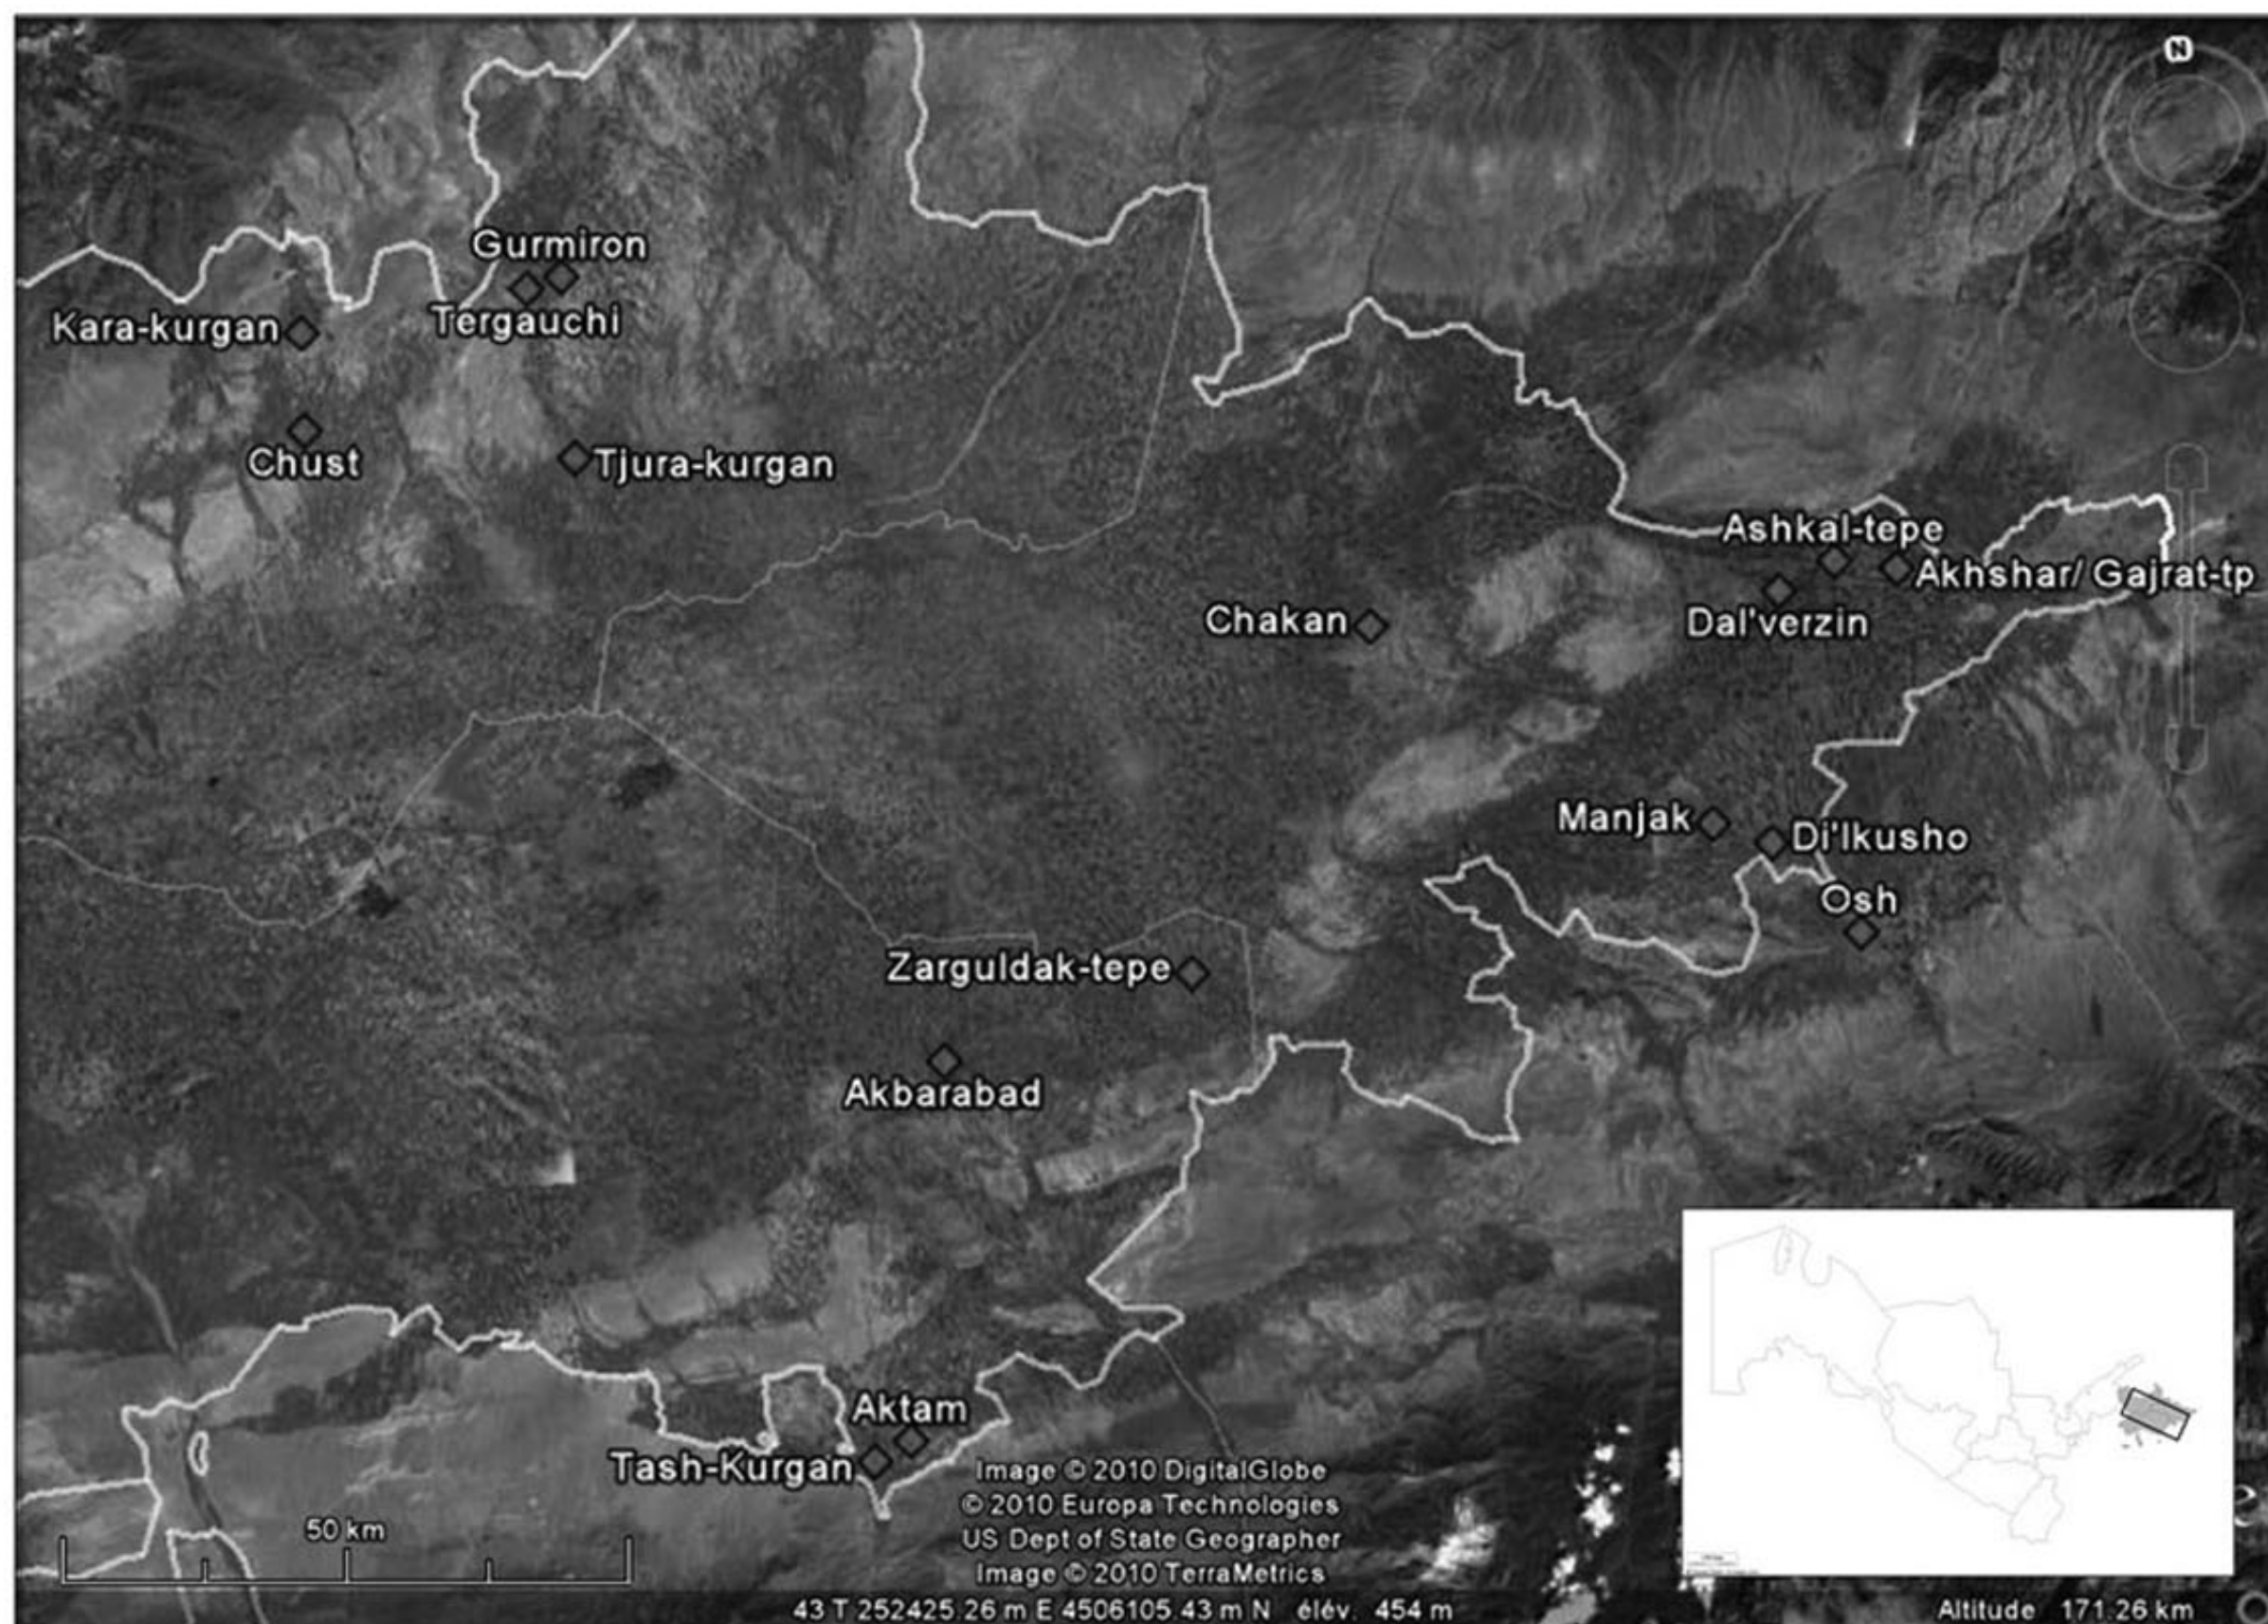 N
Gurmiron
Tergauchi
Kara-kurgan
Chust
Tjura-kurgan
Ashkal-tepe
Akhshar/ Gajrat-tp
Dal'verzin
Chakan
Manjak
Di'lkusho
Osh
Zarguldak-tepe
Akbarabad
Aktam
Tash-Kurgan
Image © 2010 DigitalGlobe
© 2010 Europa Technologies
US Dept of State Geographer
Image © 2010 TerraMetrics
50 km
43 T 252425.26 m E 4506105.43 m N élév. 454 m
Altitude 171.26 km